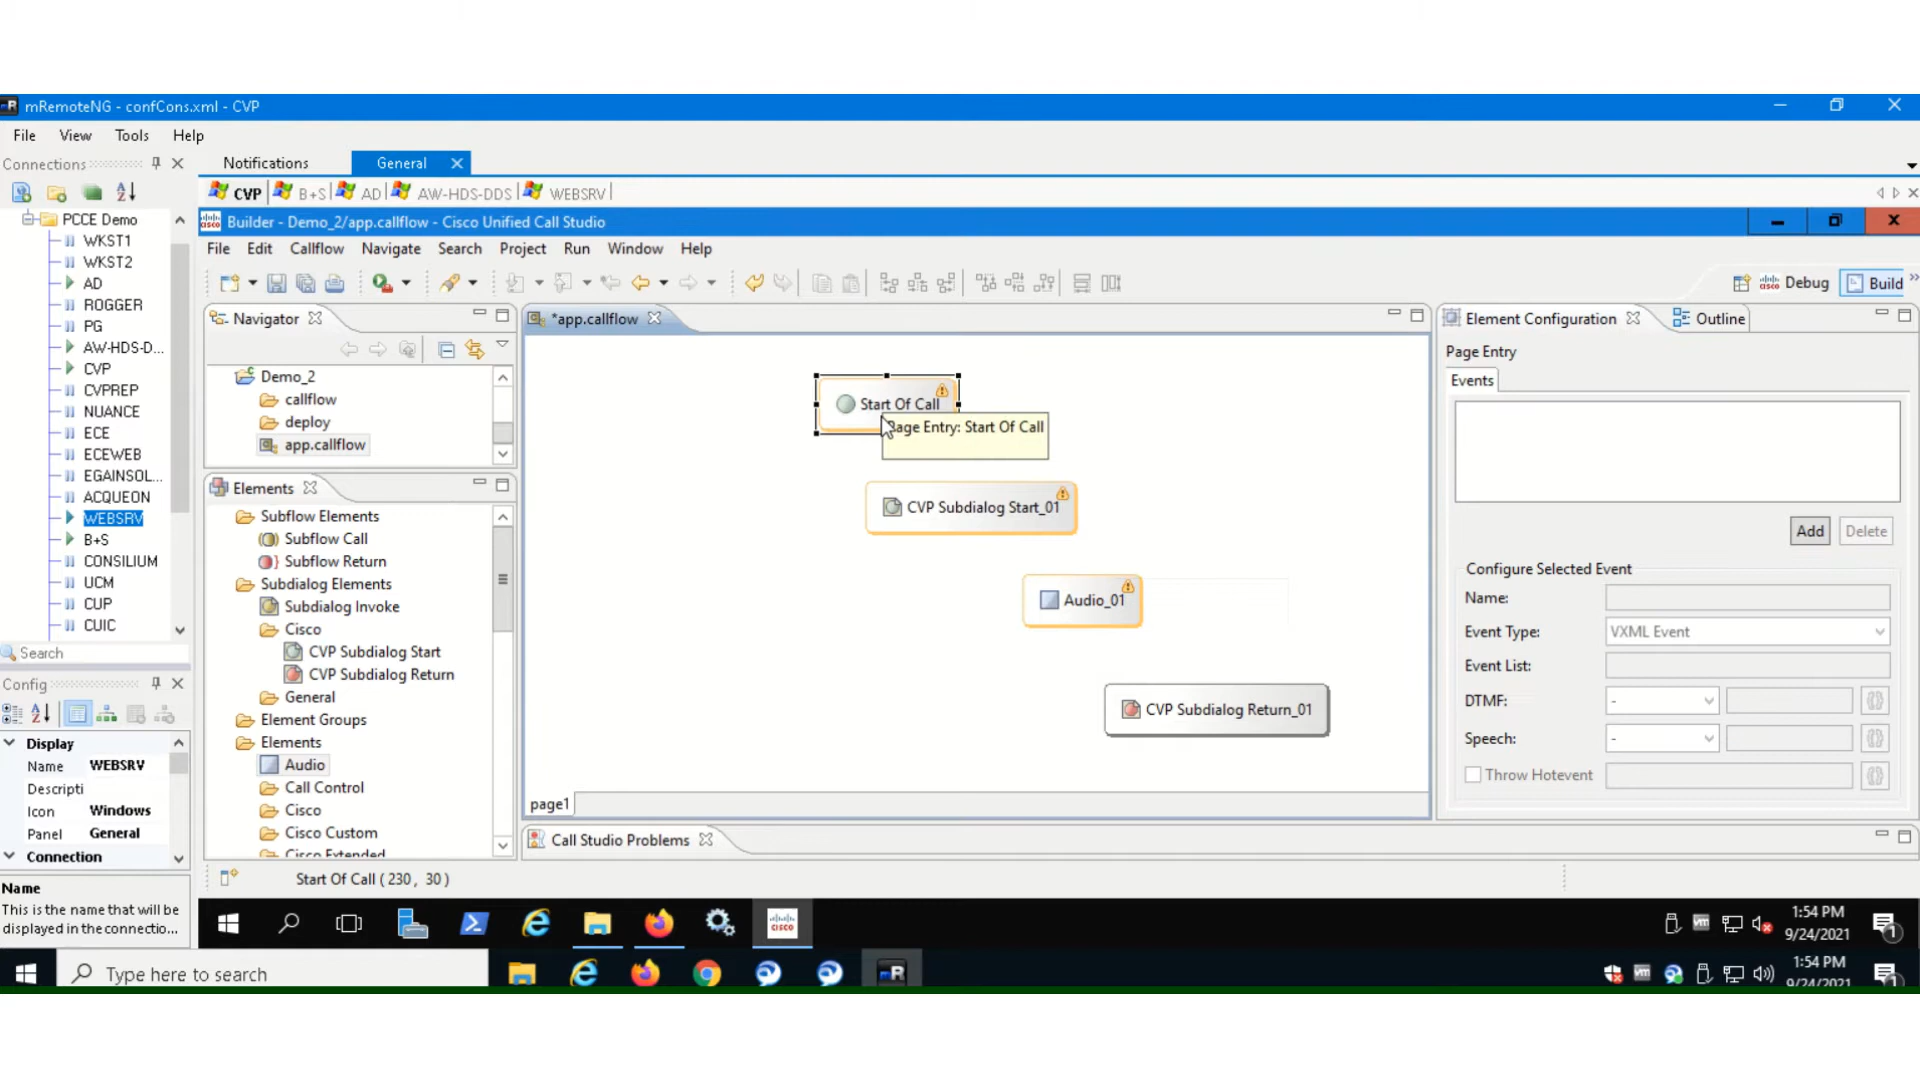 mRemoteNG - confCons.xml - CVP
File View Tools Help
Connections
Notifications General
CVP B+S AD AW-HDS-DDS WEBSRV
Builder - Demo_2/app.callflow - Cisco Unified Call Studio
File Edit Callflow Navigate Search Project Run Window Help
Debug Build
PCCE Demo
WKST1
WKST2
AD
ROGGER
PG
AW-HDS-D...
CVP
CVPREP
NUANCE
ECE
ECEWEB
EGAINSOL...
ACQUEON
WEBSRV
B+S
CONSILIUM
UCM
CUP
CUIC
Search
Config
Display
Name WEBSRV
Descripti
Icon Windows
Panel General
Connection
Name
This is the name that will be
displayed in the connectio...
Navigator
Demo_2
callflow
deploy
app.callflow
Elements
Subflow Elements
Subflow Call
Subflow Return
Subdialog Elements
Subdialog Invoke
Cisco
CVP Subdialog Start
CVP Subdialog Return
General
Element Groups
Elements
Audio
Call Control
Cisco
Cisco Custom
Cisco Extended
*app.callflow
Start Of Call
Page Entry: Start Of Call
CVP Subdialog Start_01
Audio_01
CVP Subdialog Return_01
page1
Call Studio Problems
Element Configuration Outline
Page Entry
Events
Add Delete
Configure Selected Event
Name:
Event Type: VXML Event
Event List:
DTMF: -
Speech: -
Throw Hotevent
Start Of Call ( 230 , 30 )
cisco
1:54 PM
9/24/2021
1
Type here to search
1:54 PM
9/24/2021